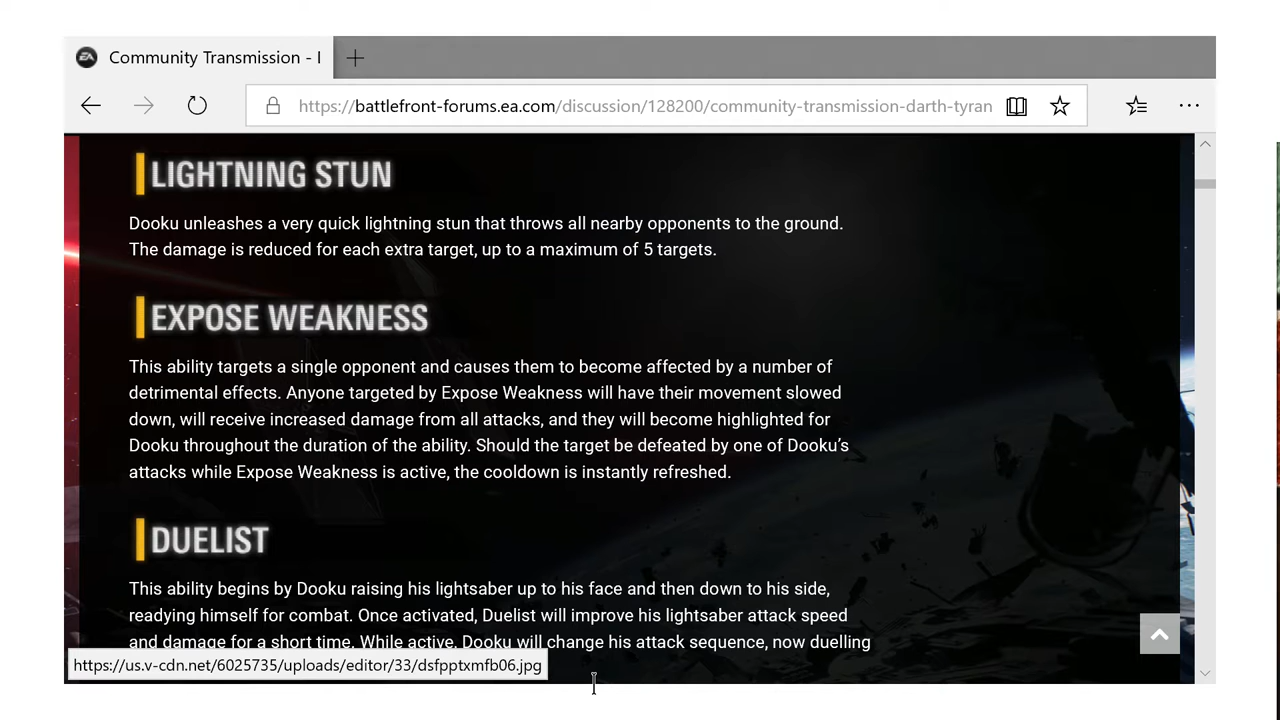 EA Community Transmission - I
https://battlefront-forums.ea.com/discussion/128200/community-transmission-darth-tyran
LIGHTNING STUN
Dooku unleashes a very quick lightning stun that throws all nearby opponents to the ground.
The damage is reduced for each extra target, up to a maximum of 5 targets.
EXPOSE WEAKNESS
This ability targets a single opponent and causes them to become affected by a number of
detrimental effects. Anyone targeted by Expose Weakness will have their movement slowed
down, will receive increased damage from all attacks, and they will become highlighted for
Dooku throughout the duration of the ability. Should the target be defeated by one of Dooku’s
attacks while Expose Weakness is active, the cooldown is instantly refreshed.
DUELIST
This ability begins by Dooku raising his lightsaber up to his face and then down to his side,
readying himself for combat. Once activated, Duelist will improve his lightsaber attack speed
and damage for a short time. While active, Dooku will change his attack sequence, now duelling
https://us.v-cdn.net/6025735/uploads/editor/33/dsfpptxmfb06.jpg